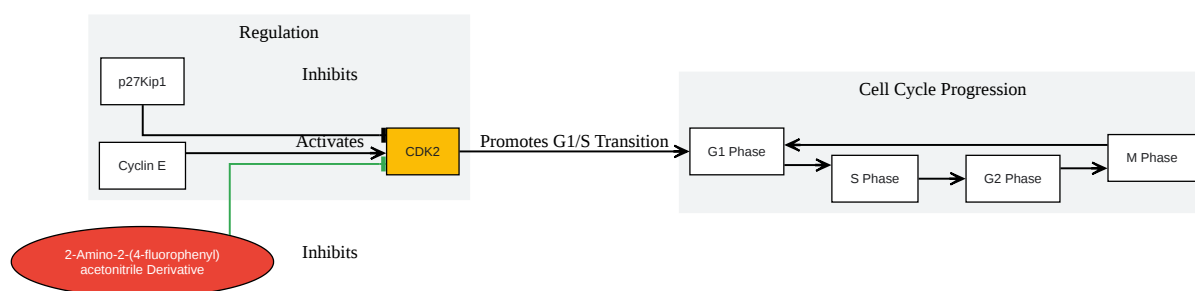 Regulation
p27Kip1
Inhibits
Cyclin E
Activates
CDK2
Promotes G1/S Transition
2-Amino-2-(4-fluorophenyl)
acetonitrile Derivative
Inhibits
Cell Cycle Progression
G1 Phase
S Phase
G2 Phase
M Phase